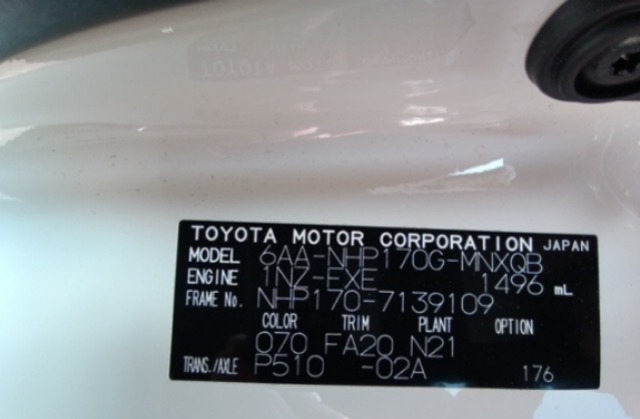 TOYOTA MOTOR CORPORATION JAPAN
MODEL 6AA-NHP170G-MNXQB
ENGINE 1NZ-EXE 1496 mL
FRAME No. NHP170-7139109
COLOR TRIM PLANT OPTION
070 FA20 N21
TRANS./AXLE P510 -02A 176